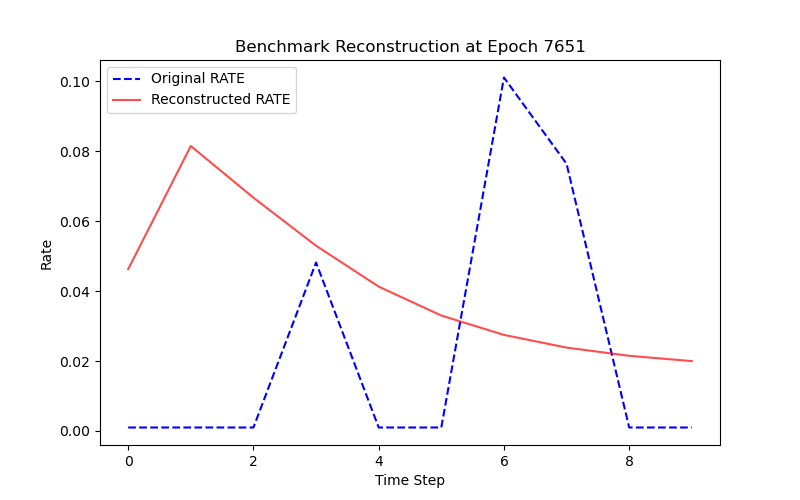 Benchmark Reconstruction at Epoch 7651
Original RATE
Reconstructed RATE
0.10
0.08
0.06
0.04
0.02
0.00
Rate
0 2 4 6 8
Time Step